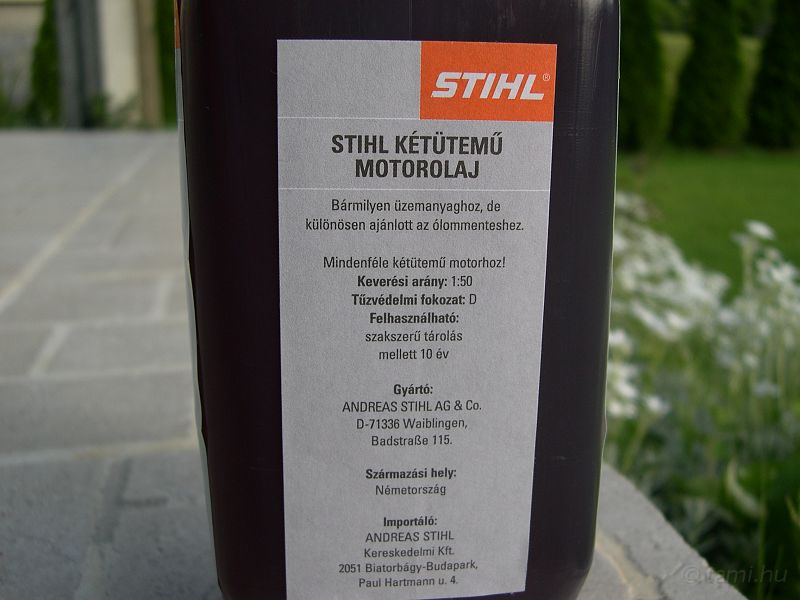 STIHL®
STIHL KÉTÜTEMŰ
MOTOROLAJ
Bármilyen üzemanyaghoz, de
különösen ajánlott az ólommenteshez.
Mindenféle kétütemű motorhoz!
Keverési arány: 1:50
Tűzvédelmi fokozat: D
Felhasználható:
szakszerű tárolás
mellett 10 év
Gyártó:
ANDREAS STIHL AG & Co.
D-71336 Waiblingen,
Badstraße 115.
Származási hely:
Németország
Importáló:
ANDREAS STIHL
Kereskedelmi Kft.
2051 Biatorbágy-Budapark,
Paul Hartmann u. 4.
©tami.hu